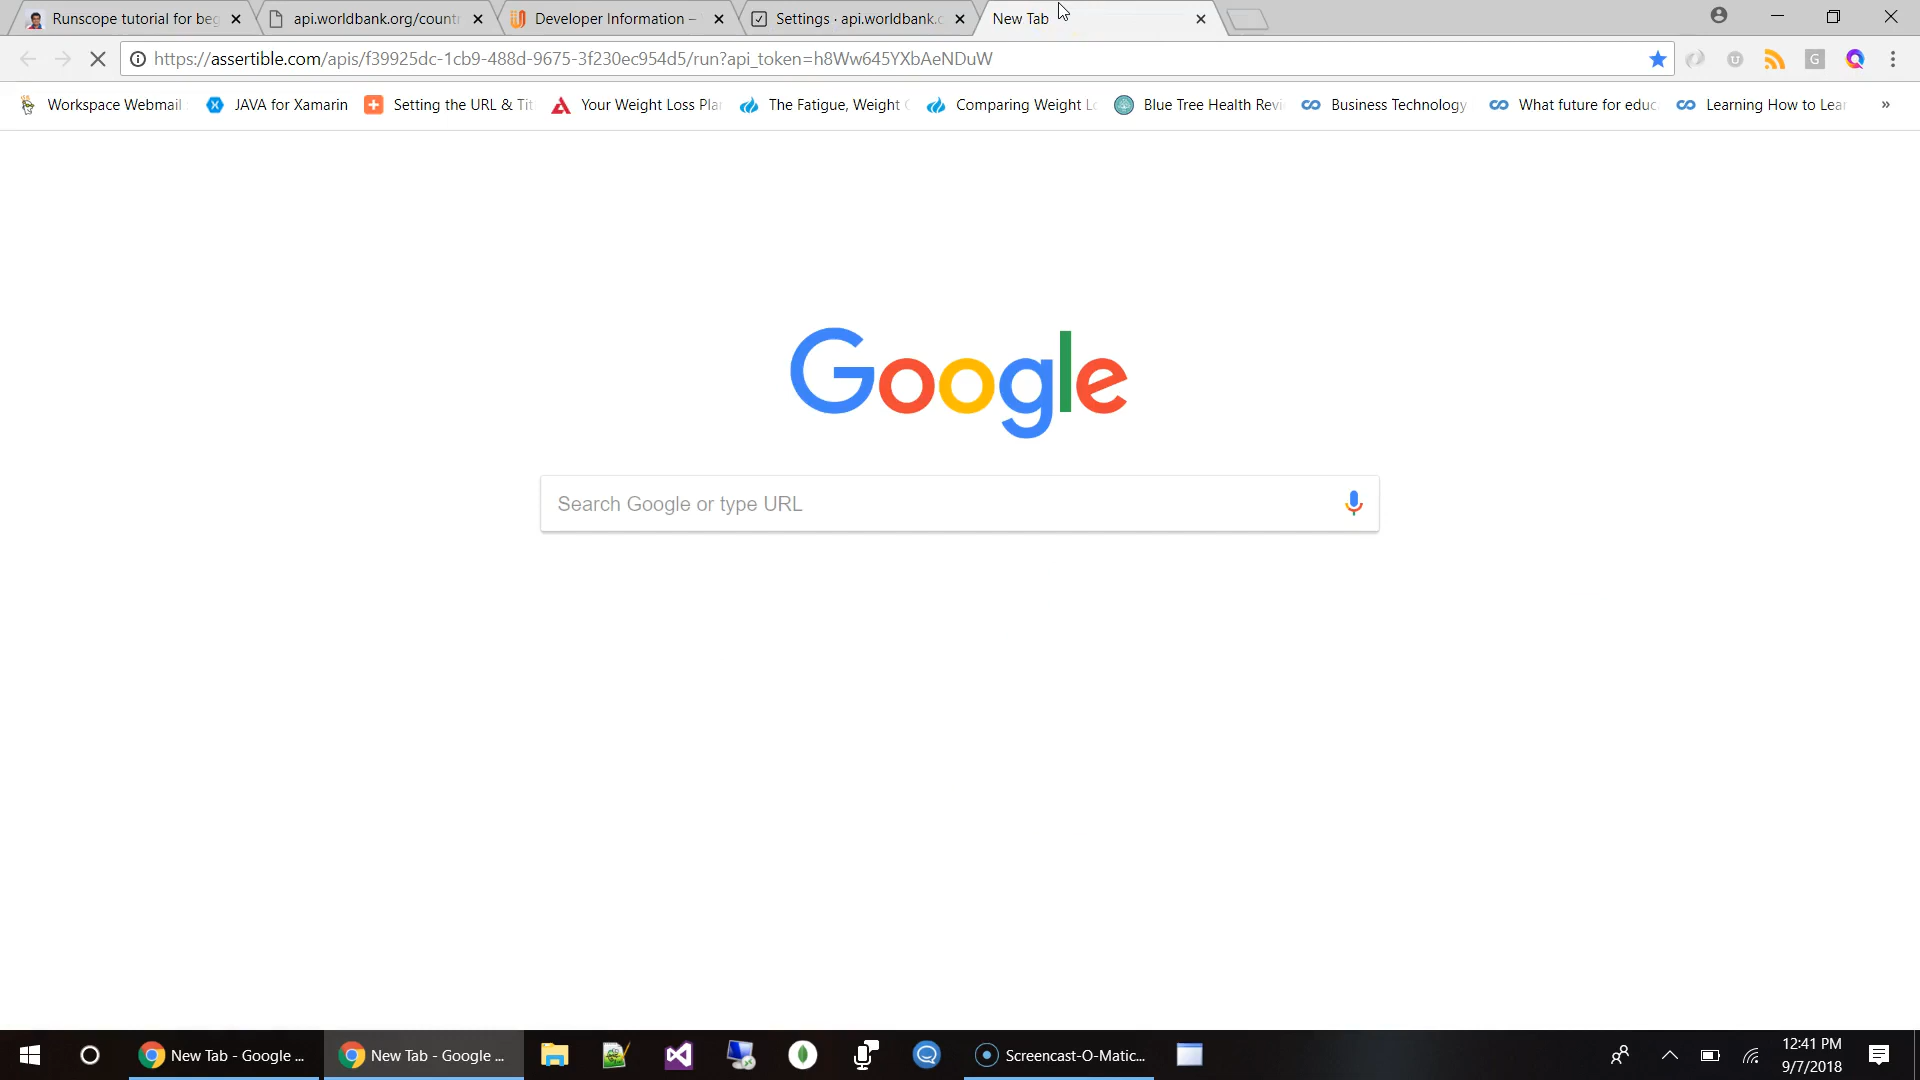 Runscope tutorial for beg
api.worldbank.org/countr
Developer Information –
Settings · api.worldbank.o
New Tab
https://assertible.com/apis/f39925dc-1cb9-488d-9675-3f230ec954d5/run?api_token=h8Ww645YXbAeNDuW
G
Workspace Webmail
JAVA for Xamarin
Setting the URL & Tit
Your Weight Loss Plan
The Fatigue, Weight
Comparing Weight Lo
Blue Tree Health Revi
Business Technology
What future for educ
Learning How to Lear
»
Google
Search Google or type URL
New Tab - Google ...
New Tab - Google ...
Screencast-O-Matic...
12:41 PM
9/7/2018